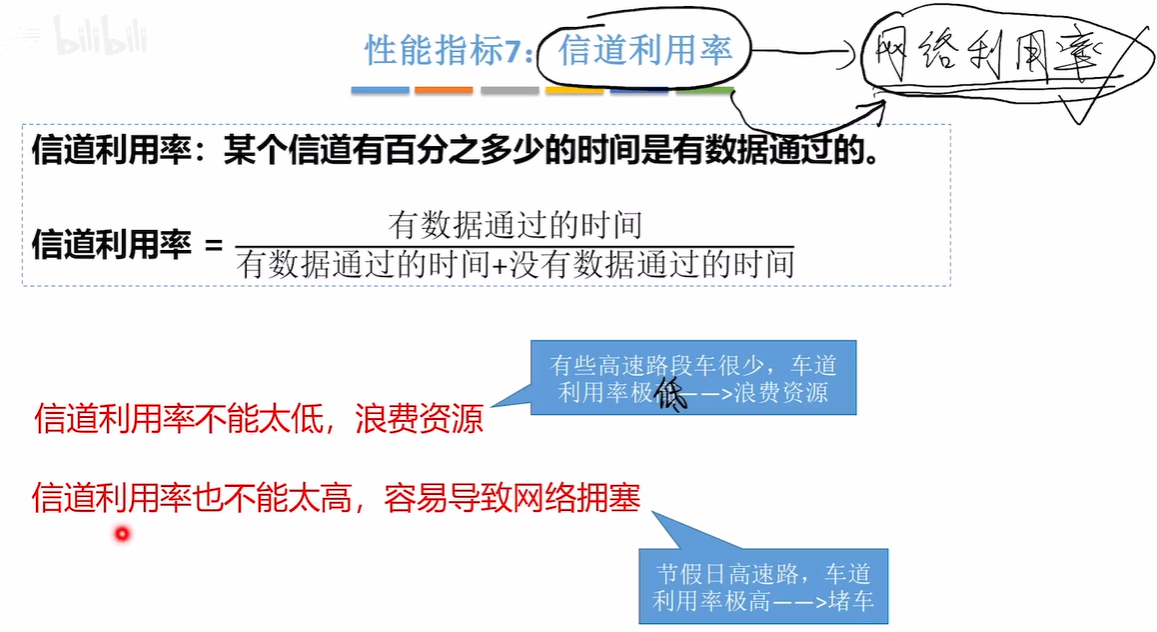 bilibili
性能指标7：信道利用率
网络利用率
信道利用率：某个信道有百分之多少的时间是有数据通过的。
有数据通过的时间
信道利用率 =
有数据通过的时间+没有数据通过的时间
有些高速路段车很少，车道
利用率极低——>浪费资源
信道利用率不能太低，浪费资源
信道利用率也不能太高，容易导致网络拥塞
节假日高速路，车道
利用率极高——>堵车